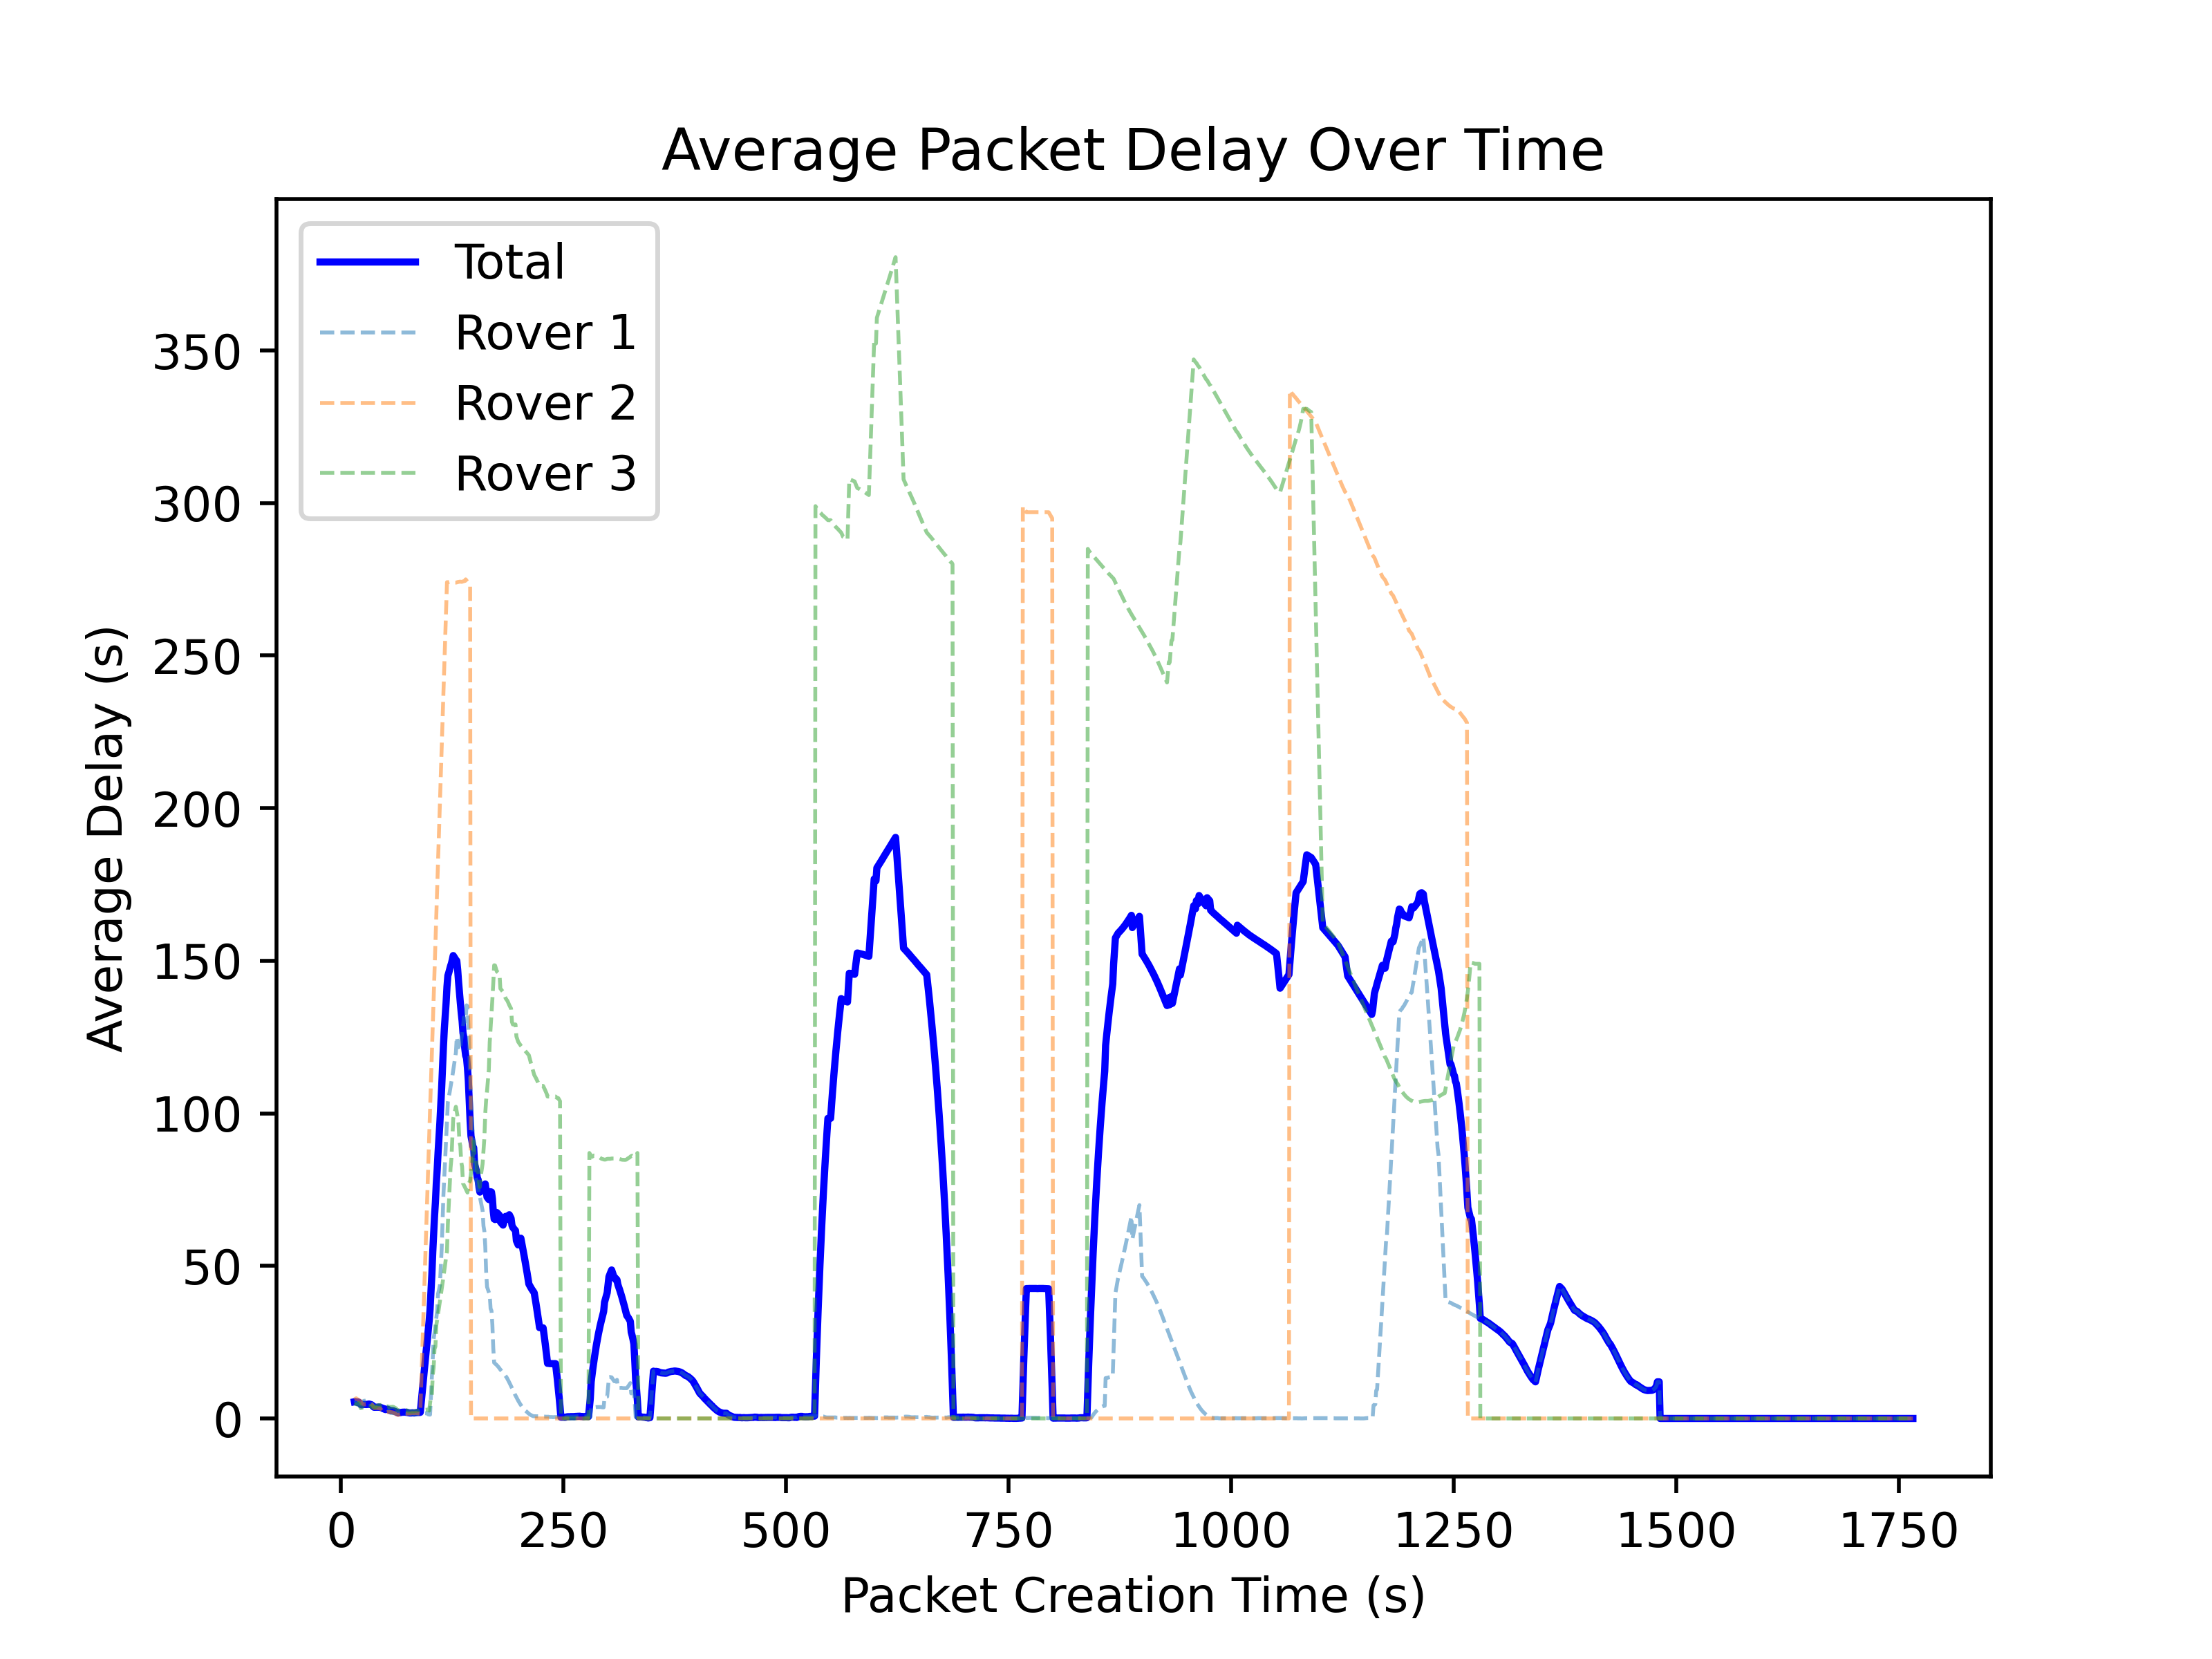 Average Packet Delay Over Time
Total
Rover 1
Rover 2
Rover 3
Average Delay (s)
350
300
250
200
150
100
50
0
0 250 500 750 1000 1250 1500 1750
Packet Creation Time (s)